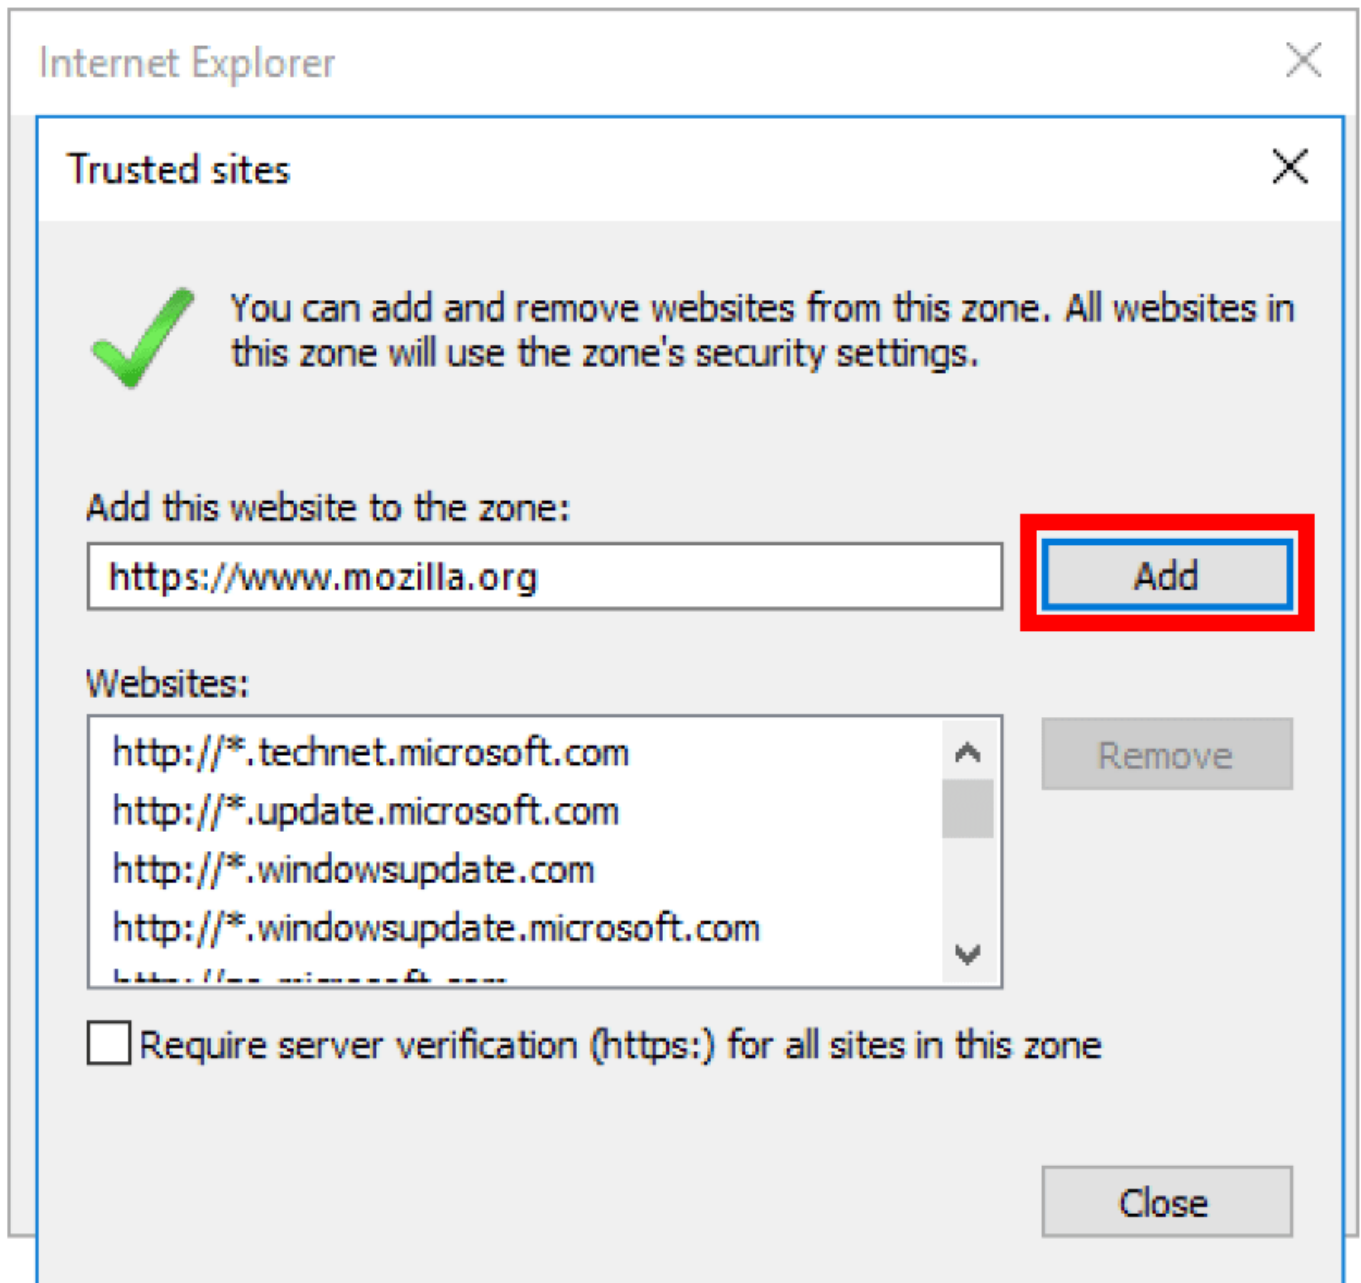 Internet Explorer
Trusted sites
You can add and remove websites from this zone. All websites in
this zone will use the zone's security settings.
Add this website to the zone:
https://www.mozilla.org
Add
Websites:
http://*.technet.microsoft.com
Remove
http://*.update.microsoft.com
http://*.windowsupdate.com
http://*.windowsupdate.microsoft.com
Require server verification (https:) for all sites in this zone
Close